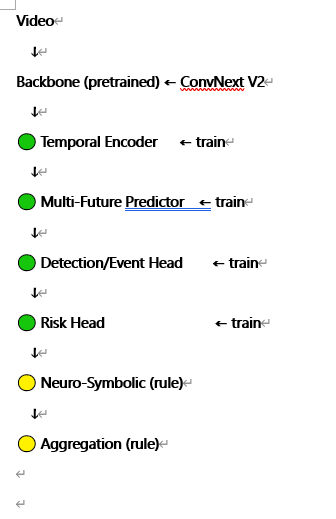 Video
↓
Backbone (pretrained) ← ConvNext V2
↓
Temporal Encoder ← train
↓
Multi-Future Predictor ← train
↓
Detection/Event Head ← train
↓
Risk Head ← train
↓
Neuro-Symbolic (rule)
↓
Aggregation (rule)